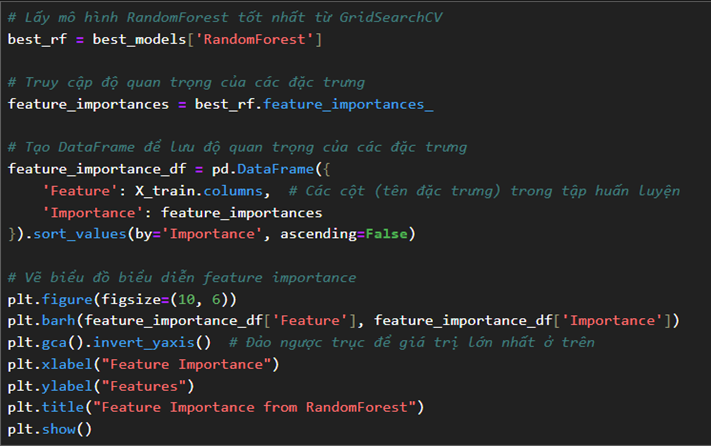 # Lấy mô hình RandomForest tốt nhất từ GridSearchCV
best_rf = best_models['RandomForest']
# Truy cập độ quan trọng của các đặc trưng
feature_importances = best_rf.feature_importances_
# Tạo DataFrame để lưu độ quan trọng của các đặc trưng
feature_importance_df = pd.DataFrame({
    'Feature': X_train.columns,  # Các cột (tên đặc trưng) trong tập huấn luyện
    'Importance': feature_importances
}).sort_values(by='Importance', ascending=False)
# Vẽ biểu đồ biểu diễn feature importance
plt.figure(figsize=(10, 6))
plt.barh(feature_importance_df['Feature'], feature_importance_df['Importance'])
plt.gca().invert_yaxis()  # Đảo ngược trục để giá trị lớn nhất ở trên
plt.xlabel("Feature Importance")
plt.ylabel("Features")
plt.title("Feature Importance from RandomForest")
plt.show()